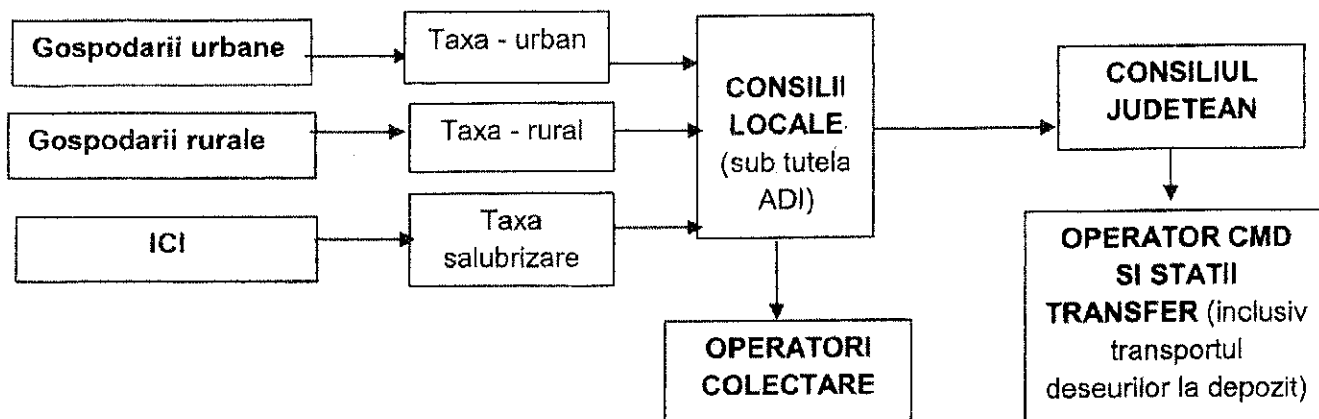 Gospodarii urbane
Taxa - urban
Gospodarii rurale
Taxa - rural
ICI
Taxa
salubrizare
CONSILII
LOCALE
(sub tutela
ADI)
CONSILIUL
JUDETEAN
OPERATORI
COLECTARE
OPERATOR CMD
SI STATII
TRANSFER (inclusiv
transportul
deseurilor la depozit)